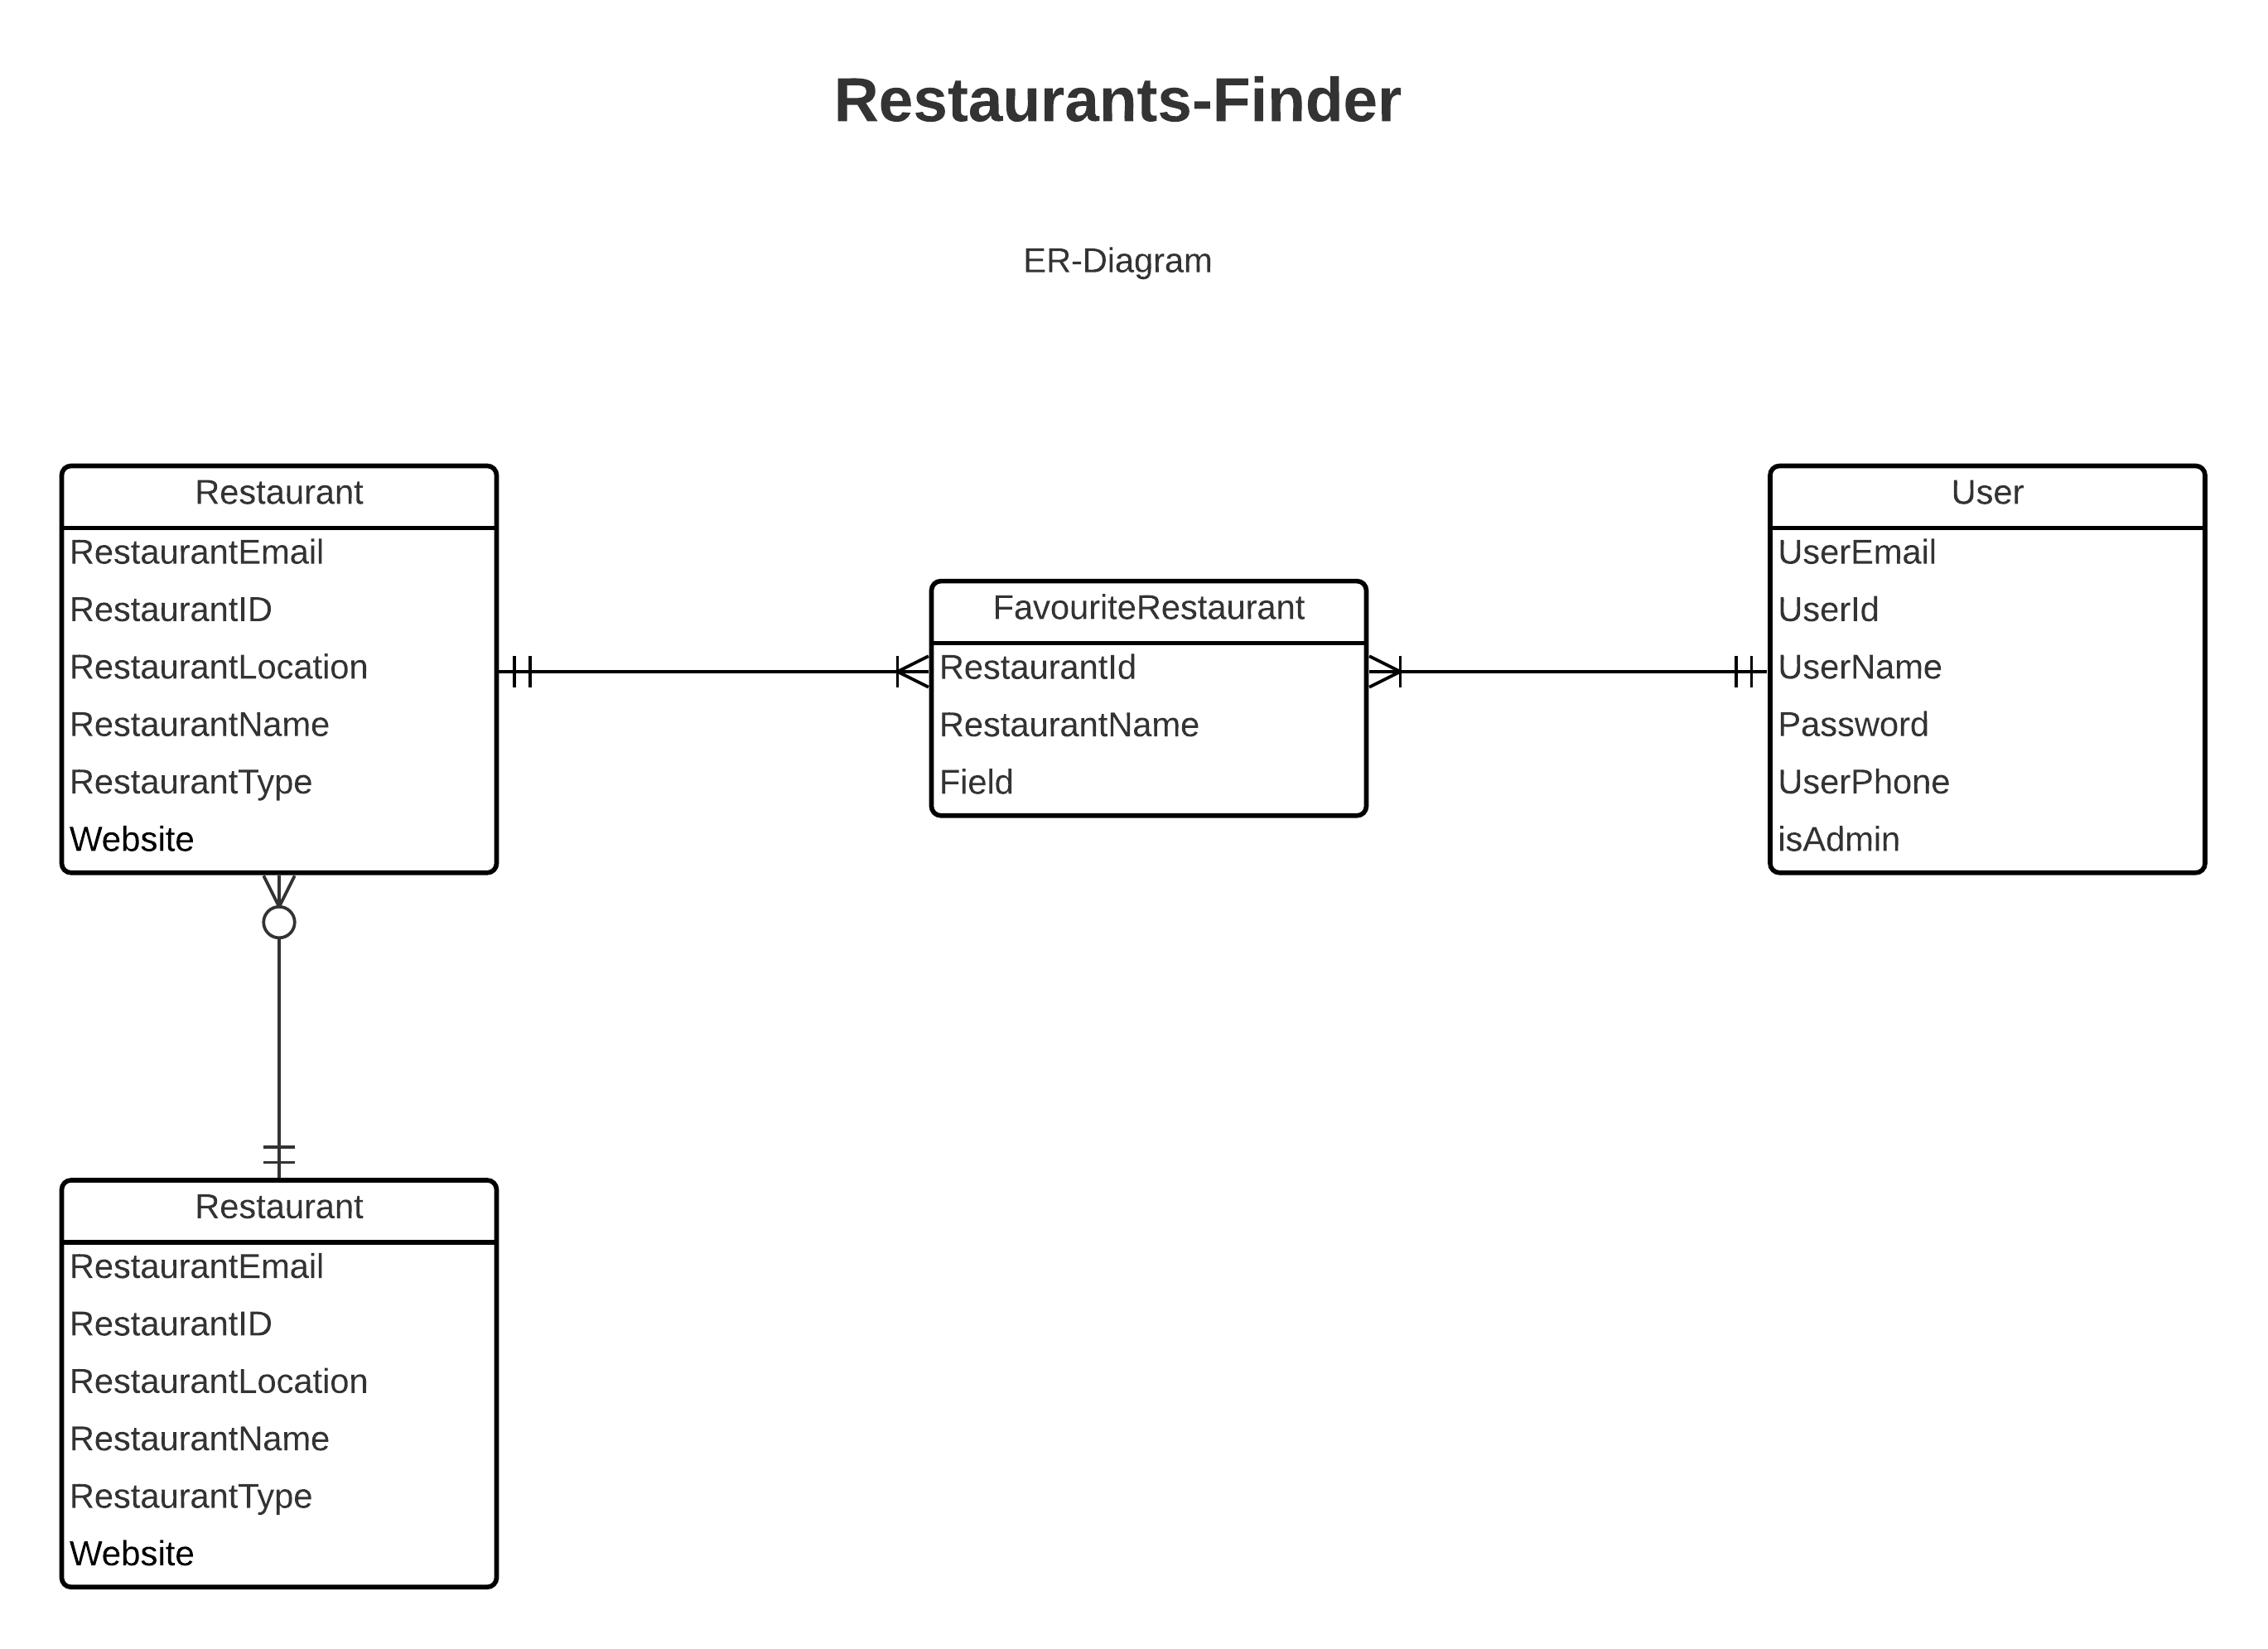 Restaurants-Finder
ER-Diagram
Restaurant
RestaurantEmail
RestaurantID
RestaurantLocation
RestaurantName
RestaurantType
Website
FavouriteRestaurant
RestaurantId
RestaurantName
Field
User
UserEmail
UserId
UserName
Password
UserPhone
isAdmin
Restaurant
RestaurantEmail
RestaurantID
RestaurantLocation
RestaurantName
RestaurantType
Website